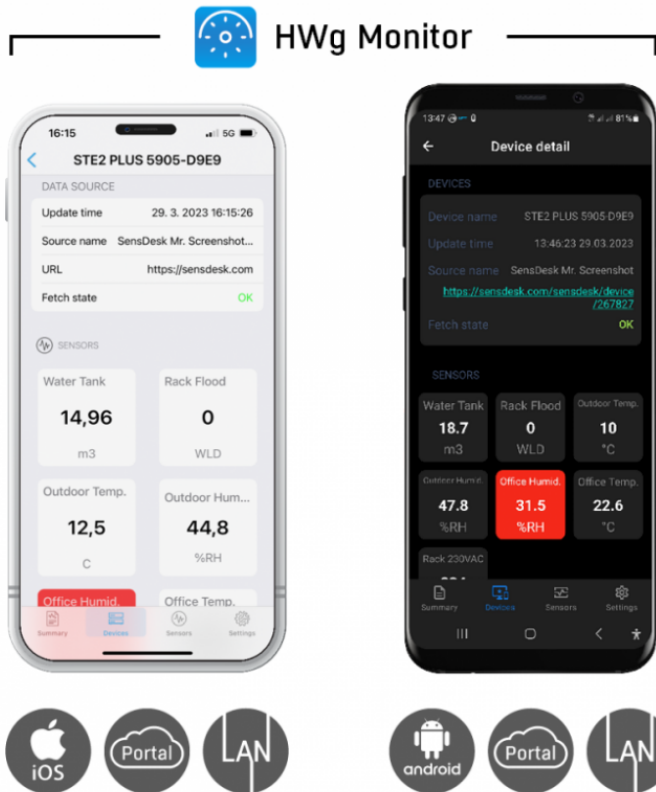 HWg Monitor
16:15
5G
STE2 PLUS 5905-D9E9
DATA SOURCE
Update time 29. 3. 2023 16:15:26
Source name SensDesk Mr. Screenshot...
URL https://sensdesk.com
Fetch state OK
SENSORS
Water Tank Rack Flood
14,96 0
m3 WLD
Outdoor Temp. Outdoor Hum...
12,5 44,8
C %RH
Office Humid. Office Temp.
Summary Devices Sensors Settings
iOS
Portal
LAN
13:47 81%
Device detail
DEVICES
Device name STE2 PLUS 5905-D9E9
Update time 13:46:23 29.03.2023
Source name SensDesk Mr. Screenshot
https://sensdesk.com/sensdesk/device
/267827
Fetch state OK
SENSORS
Water Tank Rack Flood Outdoor Temp.
18.7 0 10
m3 WLD °C
Outdoor Humid. Office Humid. Office Temp.
47.8 31.5 22.6
%RH %RH °C
Rack 230VAC
Summary Devices Sensors Settings
android
Portal
LAN